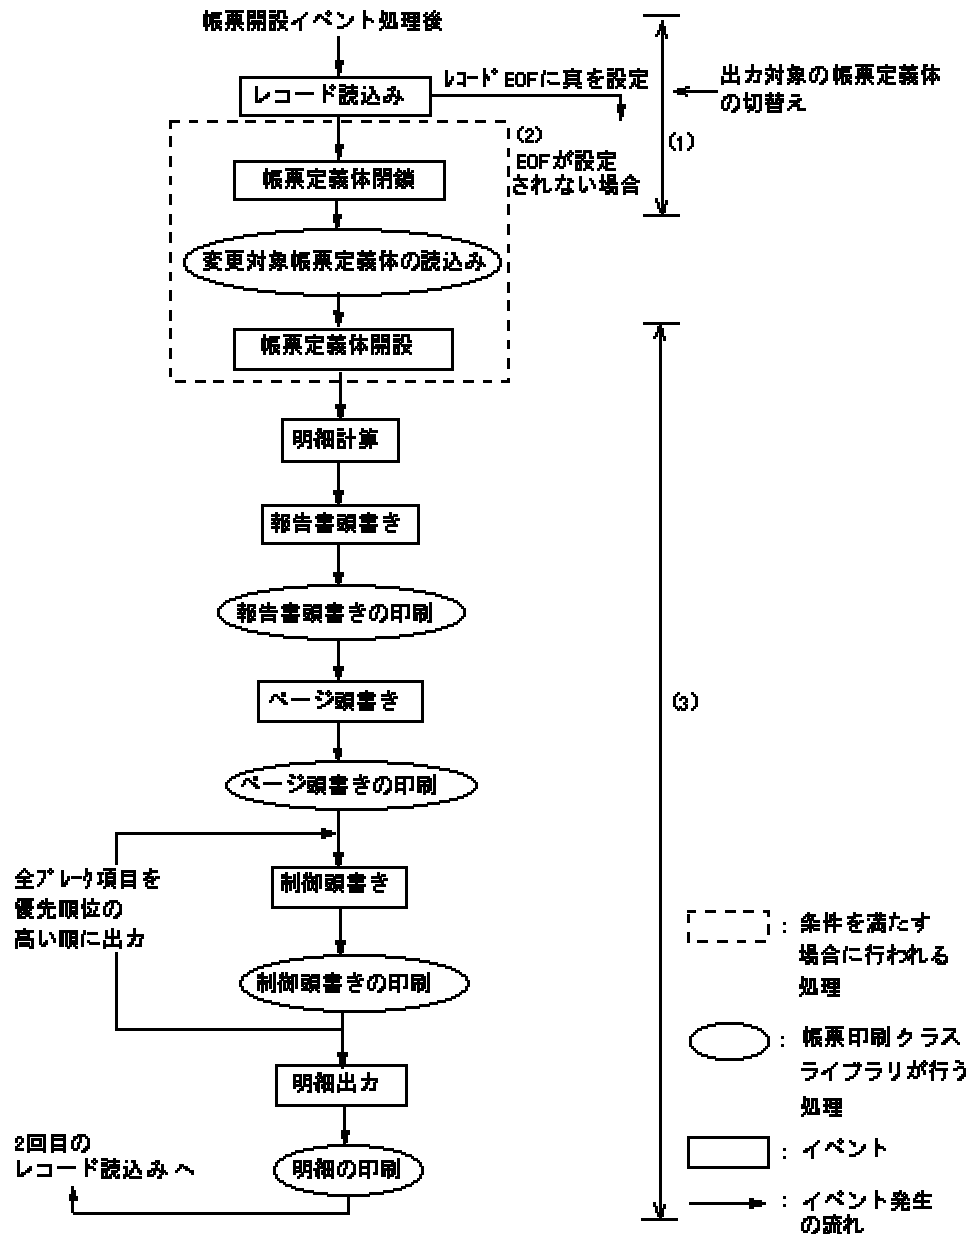 帳票開設イベント処理後
レコード読込み
ﾚｺｰﾄﾞEOFに真を設定
出力対象の帳票定義体
の切替え
(1)
(2)
EOFが設定
されない場合
帳票定義体閉鎖
変更対象帳票定義体の読込み
帳票定義体開設
明細計算
報告書頭書き
報告書頭書きの印刷
ページ頭書き
(3)
ページ頭書きの印刷
全ﾌﾞﾚｰｸ項目を
優先順位の
高い順に出力
制御頭書き
制御頭書きの印刷
明細出力
2回目の
レコード読込みへ
明細の印刷
：条件を満たす
場合に行われる
処理
：帳票印刷クラス
ライブラリが行う
処理
：イベント
：イベント発生
の流れ